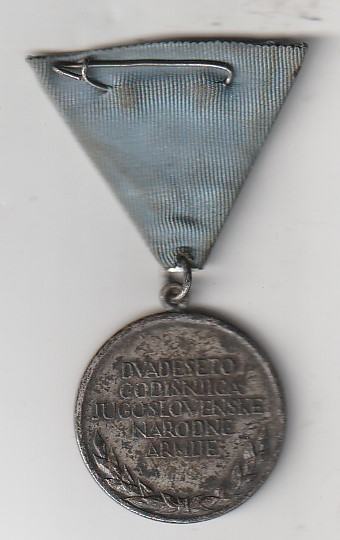 DVADESETO
GODIŠNJICA
JUGOSLOVENSKE
NARODNE
ARMIJE